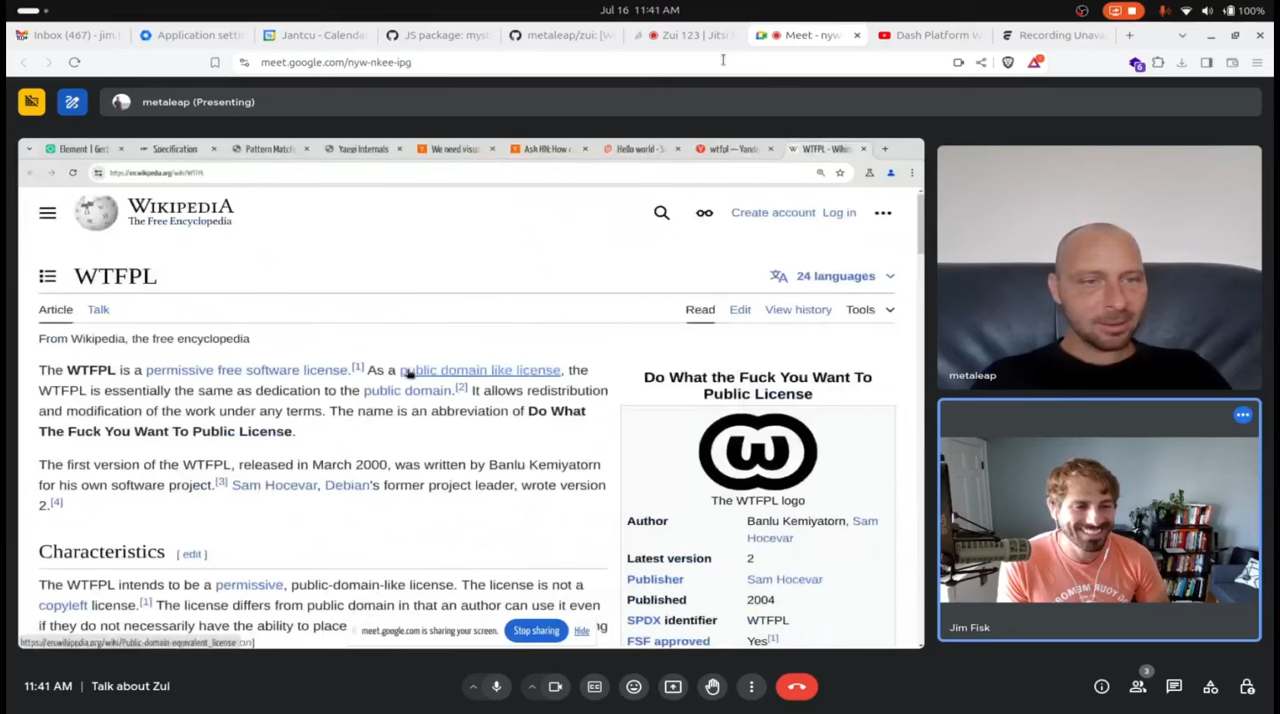 Jul 16 11:41 AM
100%
Inbox (467) - jim.
Application setti
Jantcu - Calenda
JS package: myst
metaleap/zui: [W
Zui 123 | Jitsi
Meet - nyw
Dash Platform W
Recording Unava
meet.google.com/nyw-nkee-ipg
6
metaleap (Presenting)
Element | Ger
Specification
Pattern Match
Yaegi Internals
We need visu
Ask HN: How
Hello world - S
wtfpl — Yand
WTFPL - Wiki
https://en.wikipedia.org/wiki/WTFPL
WIKIPEDIA
The Free Encyclopedia
Create account Log in
WTFPL
24 languages
Article Talk
Read Edit View history Tools
From Wikipedia, the free encyclopedia
The WTFPL is a permissive free software license.[1] As a public domain like license, the
WTFPL is essentially the same as dedication to the public domain.[2] It allows redistribution
and modification of the work under any terms. The name is an abbreviation of Do What
The Fuck You Want To Public License.
The first version of the WTFPL, released in March 2000, was written by Banlu Kemiyatorn
for his own software project.[3] Sam Hocevar, Debian's former project leader, wrote version
2.[4]
Characteristics [ edit ]
The WTFPL intends to be a permissive, public-domain-like license. The license is not a
copyleft license.[1] The license differs from public domain in that an author can use it even
if they do not necessarily have the ability to place
ng
Do What the Fuck You Want To
Public License
The WTFPL logo
Author Banlu Kemiyatorn, Sam
Hocevar
Latest version 2
Publisher Sam Hocevar
Published 2004
SPDX identifier WTFPL
FSF approved Yes[1]
https://en.wikipedia.org/wiki/Public-domain-equivalent_license
on]
meet.google.com is sharing your screen.
Stop sharing
Hide
metaleap
Jim Fisk
11:41 AM | Talk about Zui
3